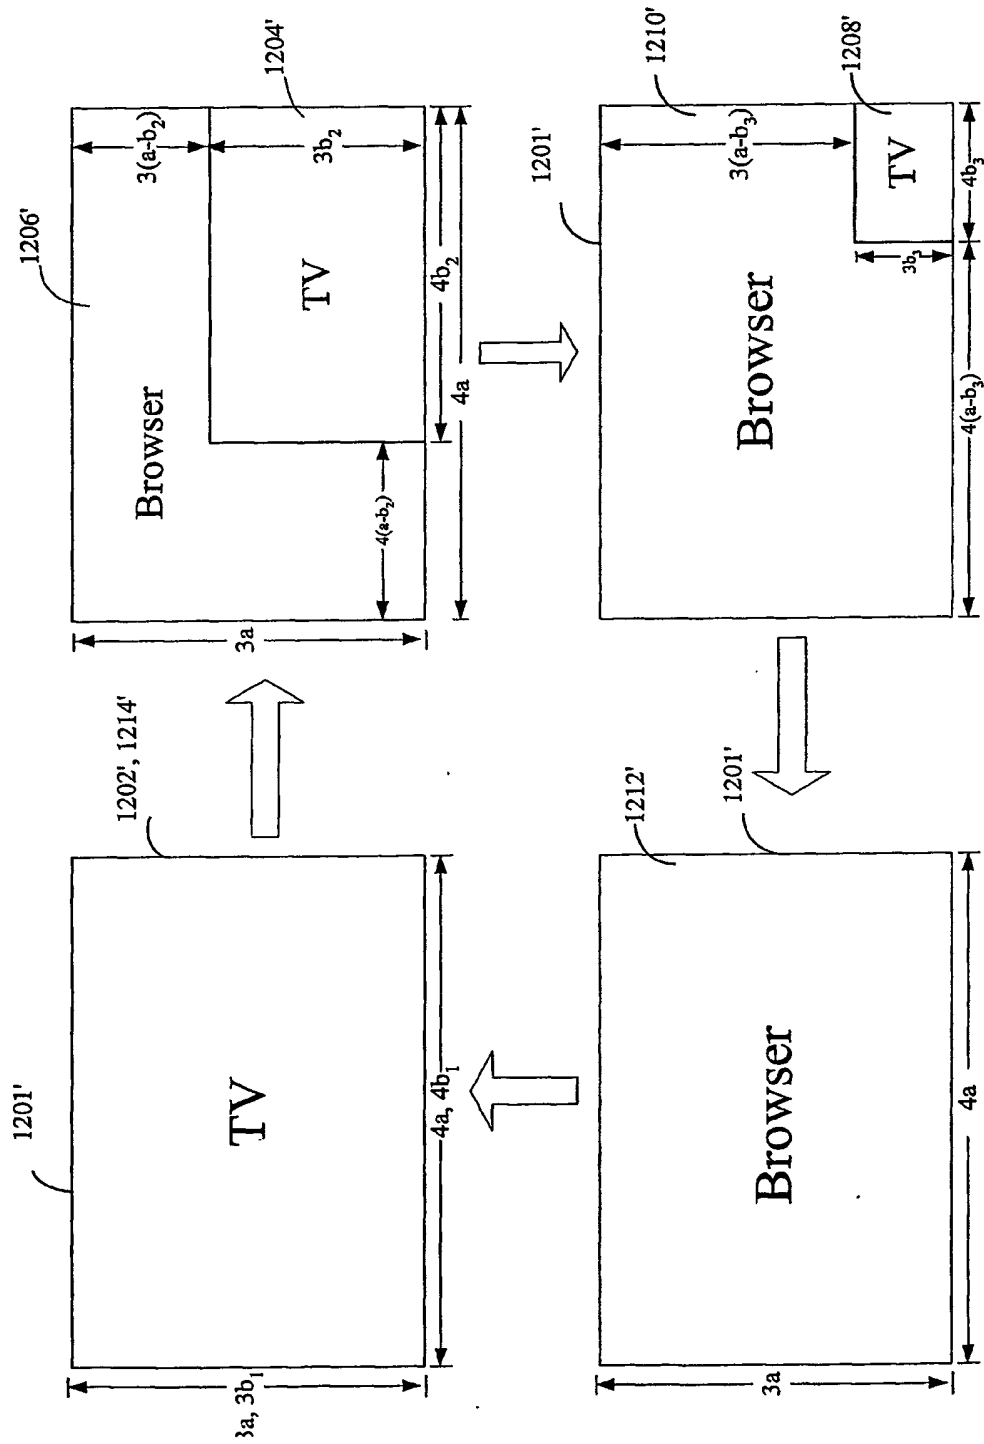 1201'
TV
1202', 1214'
3a, 3b₁
4a, 4b₁
1206'
Browser
3(a-b₂)
1204'
TV
3b₂
4(a-b₂)
4b₂
4a
3a
1201'
1210'
Browser
3(a-b₃)
1208'
TV
3b₃
4(a-b₃)
4b₃
1212'
1201'
Browser
3a
4a